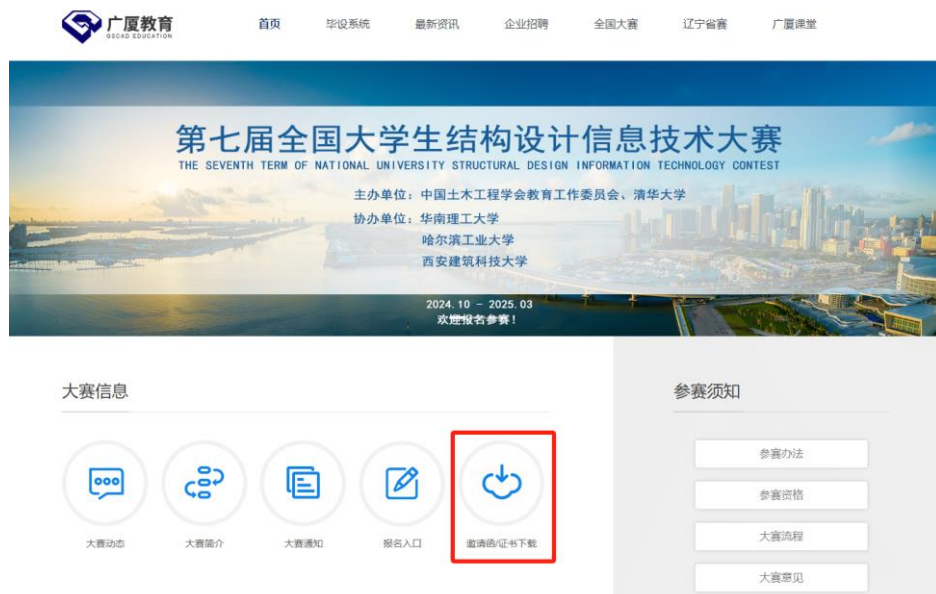 广厦教育
GSCAD EDUCATION
首页 毕设系统 最新资讯 企业招聘 全国大赛 辽宁省赛 广厦课堂
第七届全国大学生结构设计信息技术大赛
THE SEVENTH TERM OF NATIONAL UNIVERSITY STRUCTURAL DESIGN INFORMATION TECHNOLOGY CONTEST
主办单位：中国土木工程学会教育工作委员会、清华大学
协办单位：华南理工大学
哈尔滨工业大学
西安建筑科技大学
2024.10 - 2025.03
欢迎报名参赛！
大赛信息
大赛动态 大赛简介 大赛通知 报名入口 邀请函/证书下载
参赛须知
参赛办法
参赛资格
大赛流程
大赛意见